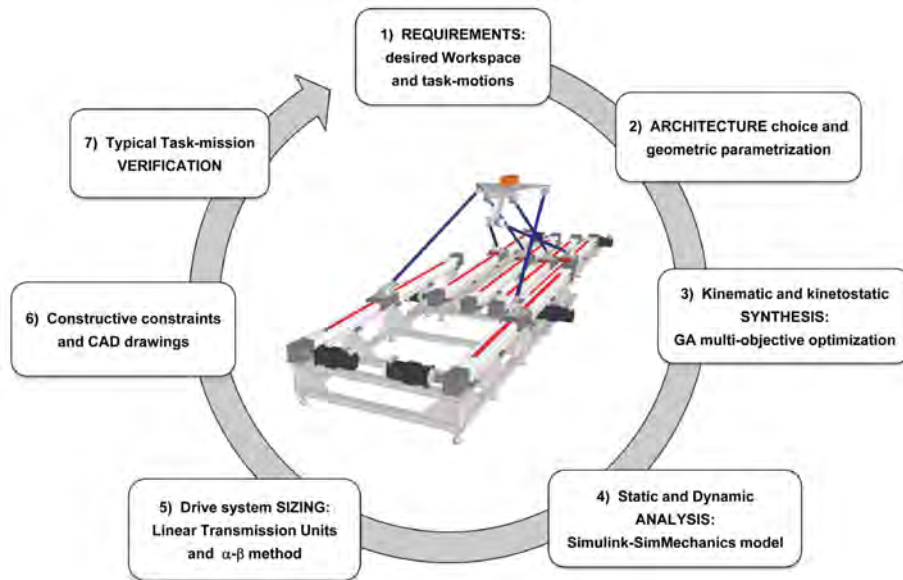 1) REQUIREMENTS:
desired Workspace
and task-motions
2) ARCHITECTURE choice and
geometric parametrization
3) Kinematic and kinetostatic
SYNTHESIS:
GA multi-objective optimization
4) Static and Dynamic
ANALYSIS:
Simulink-SimMechanics model
5) Drive system SIZING:
Linear Transmission Units
and α-β method
6) Constructive constraints
and CAD drawings
7) Typical Task-mission
VERIFICATION